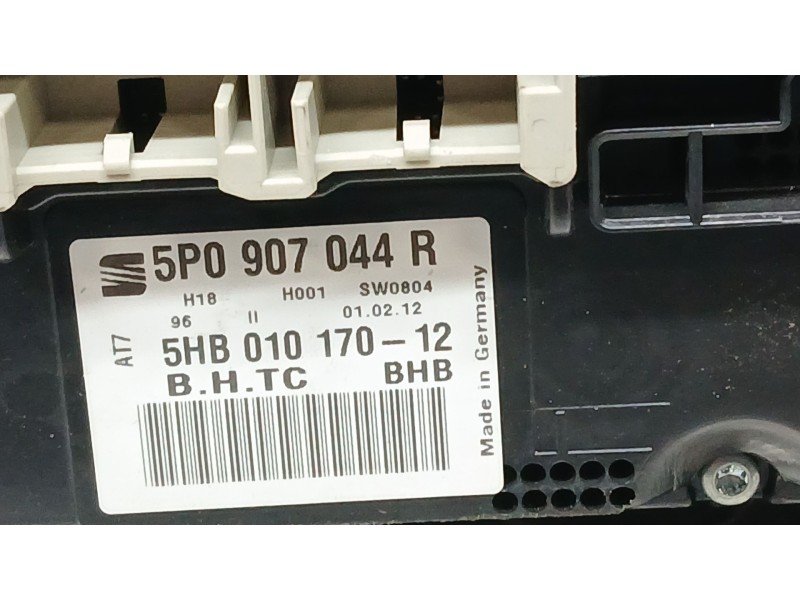 5P0 907 044 R
H18 H001 SW0804
96 II 01.02.12
AT7
5HB 010 170-12
B.H.TC BHB
Made in Germany